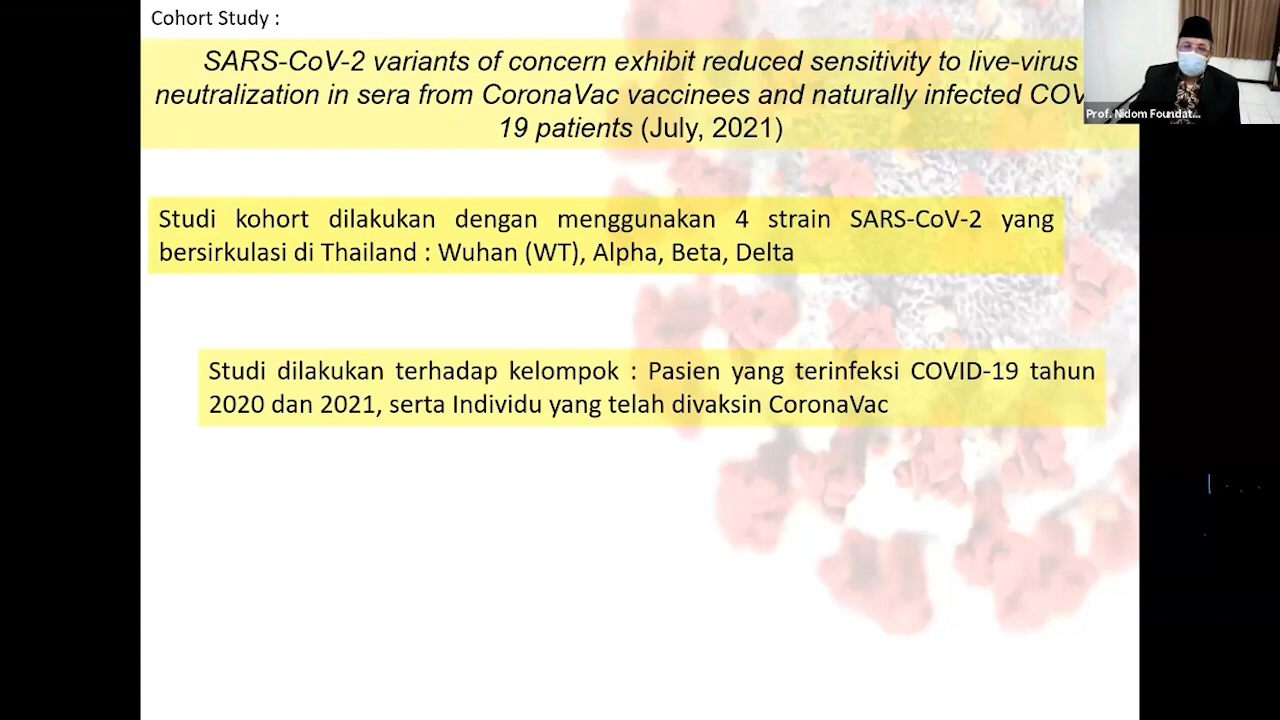 Cohort Study :
SARS-CoV-2 variants of concern exhibit reduced sensitivity to live-virus
neutralization in sera from CoronaVac vaccinees and naturally infected COV
19 patients (July, 2021)
Prof. Nidom Foundat...
Studi kohort dilakukan dengan menggunakan 4 strain SARS-CoV-2 yang
bersirkulasi di Thailand : Wuhan (WT), Alpha, Beta, Delta
Studi dilakukan terhadap kelompok : Pasien yang terinfeksi COVID-19 tahun
2020 dan 2021, serta Individu yang telah divaksin CoronaVac